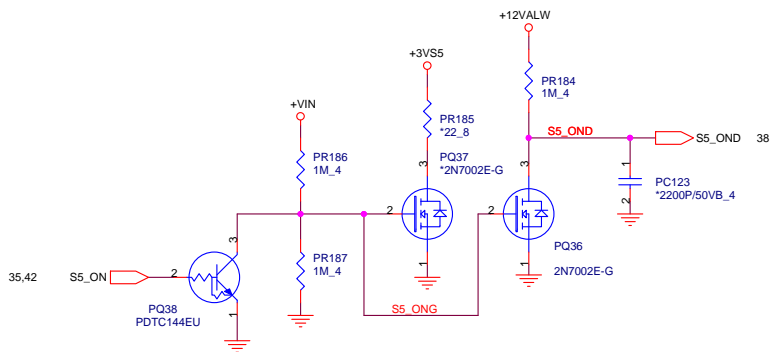 +12VALW
+3VS5
PR184
1M_4
+VIN
PR185
*22_8
S5_OND
S5_OND 38
3
PQ37
*2N7002E-G
3
1
PR186
1M_4
PC123
*2200P/50VB_4
2
2
2
3
PR187
1M_4
PQ36
2N7002E-G
1
1
35,42 S5_ON 2
S5_ONG
PQ38
PDTC144EU
1